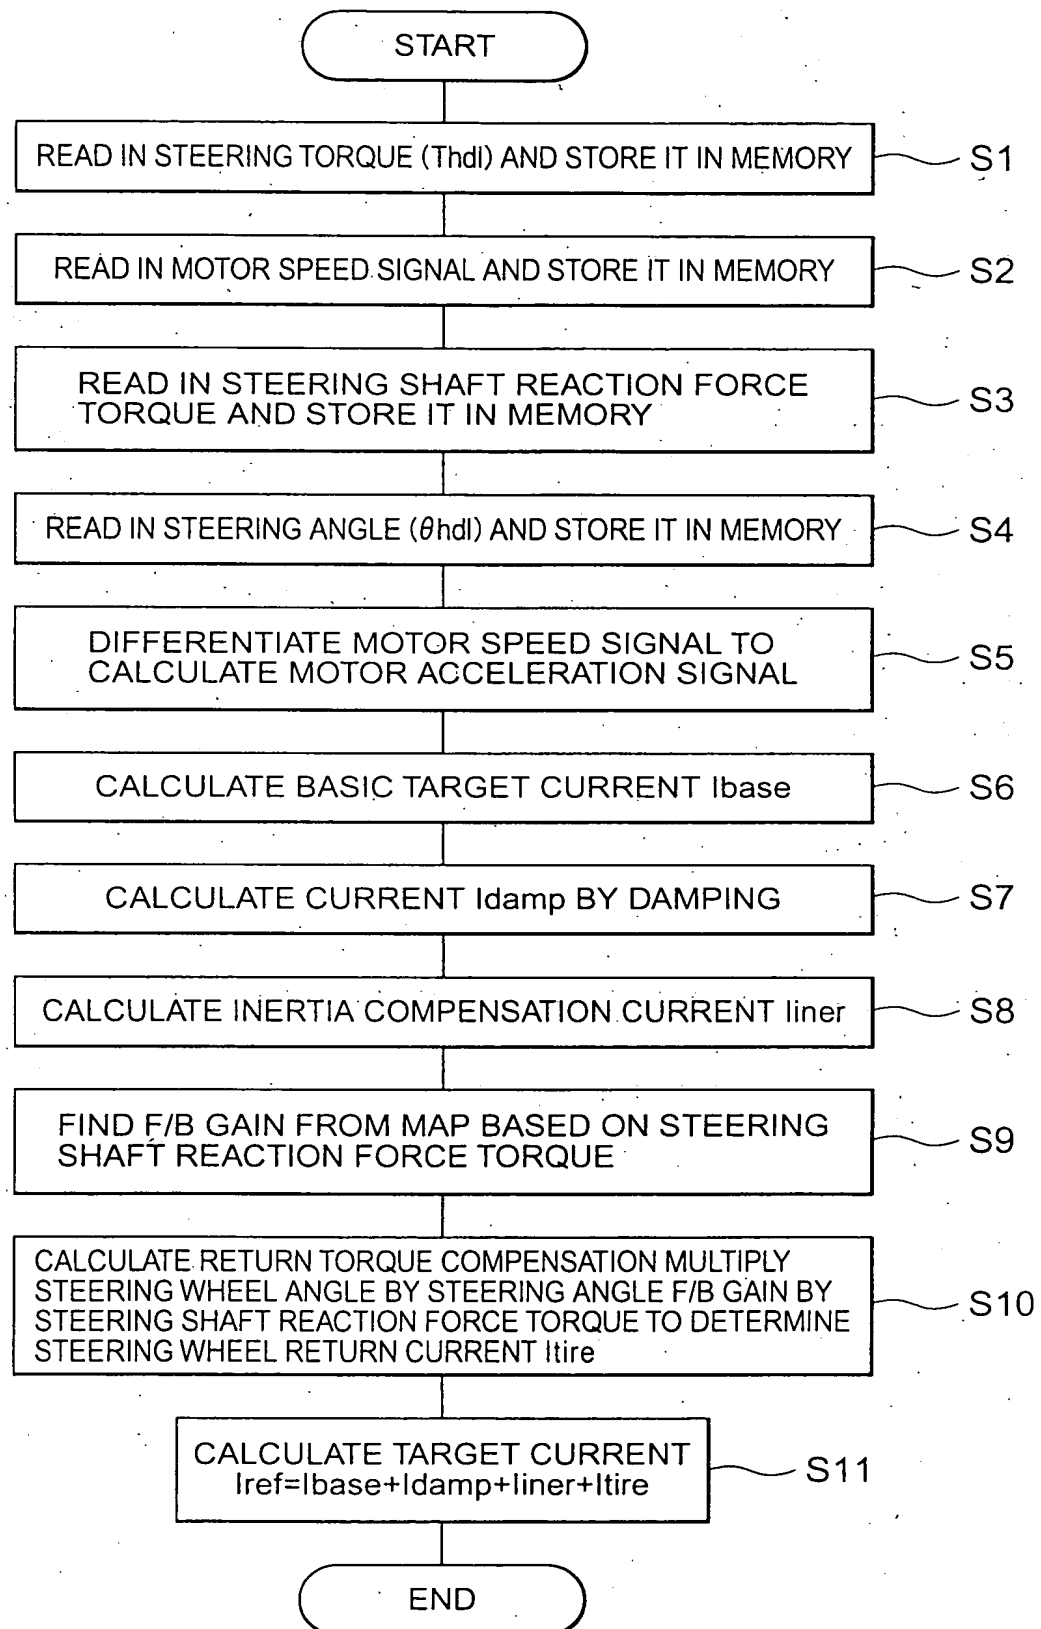 START
READ IN STEERING TORQUE (Thdl) AND STORE IT IN MEMORY
S1
READ IN MOTOR SPEED SIGNAL AND STORE IT IN MEMORY
S2
READ IN STEERING SHAFT REACTION FORCE
TORQUE AND STORE IT IN MEMORY
S3
READ IN STEERING ANGLE (θhdl) AND STORE IT IN MEMORY
S4
DIFFERENTIATE MOTOR SPEED SIGNAL TO
CALCULATE MOTOR ACCELERATION SIGNAL
S5
CALCULATE BASIC TARGET CURRENT Ibase
S6
CALCULATE CURRENT Idamp BY DAMPING
S7
CALCULATE INERTIA COMPENSATION CURRENT Iiner
S8
FIND F/B GAIN FROM MAP BASED ON STEERING
SHAFT REACTION FORCE TORQUE
S9
CALCULATE RETURN TORQUE COMPENSATION MULTIPLY
STEERING WHEEL ANGLE BY STEERING ANGLE F/B GAIN BY
STEERING SHAFT REACTION FORCE TORQUE TO DETERMINE
STEERING WHEEL RETURN CURRENT Itire
S10
CALCULATE TARGET CURRENT
Iref=Ibase+Idamp+Iiner+Itire
S11
END